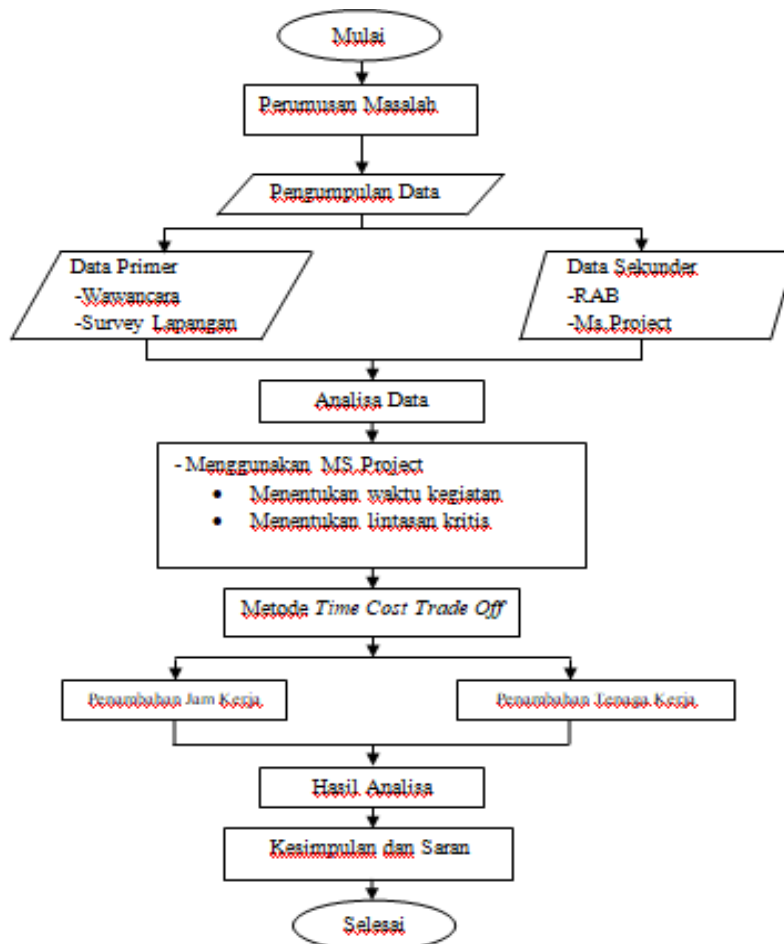 Mulai
Perumusan Masalah
Pengumpulan Data
Data Primer
-Wawancara
-Survey Lapangan
Data Sekunder
-RAB
-Ms.Project
Analisa Data
- Menggunakan MS.Project
• Menentukan waktu kegiatan
• Menentukan lintasan kritis
Metode Time Cost Trade Off
Penambahan Jam Kerja
Penambahan Tenaga Kerja
Hasil Analisa
Kesimpulan dan Saran
Selesai